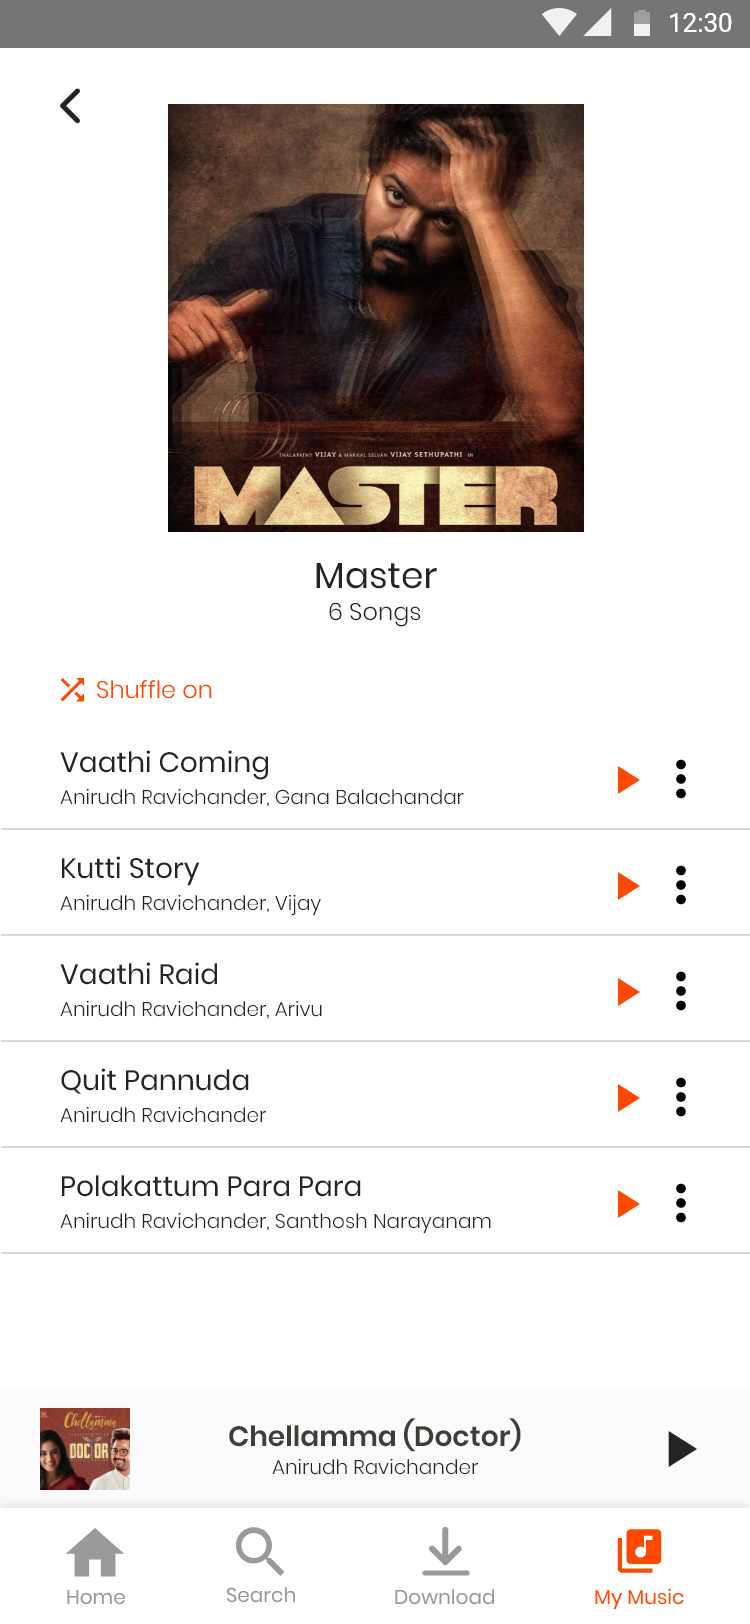 12:30
THALAPATHY VIJAY & MAKKAL SELVAN VIJAY SETHUPATHI IN
MASTER
Master
6 Songs
Shuffle on
Vaathi Coming
Anirudh Ravichander, Gana Balachandar
Kutti Story
Anirudh Ravichander, Vijay
Vaathi Raid
Anirudh Ravichander, Arivu
Quit Pannuda
Anirudh Ravichander
Polakattum Para Para
Anirudh Ravichander, Santhosh Narayanam
Chellamma
DOCTOR
Chellamma (Doctor)
Anirudh Ravichander
Home
Search
Download
My Music